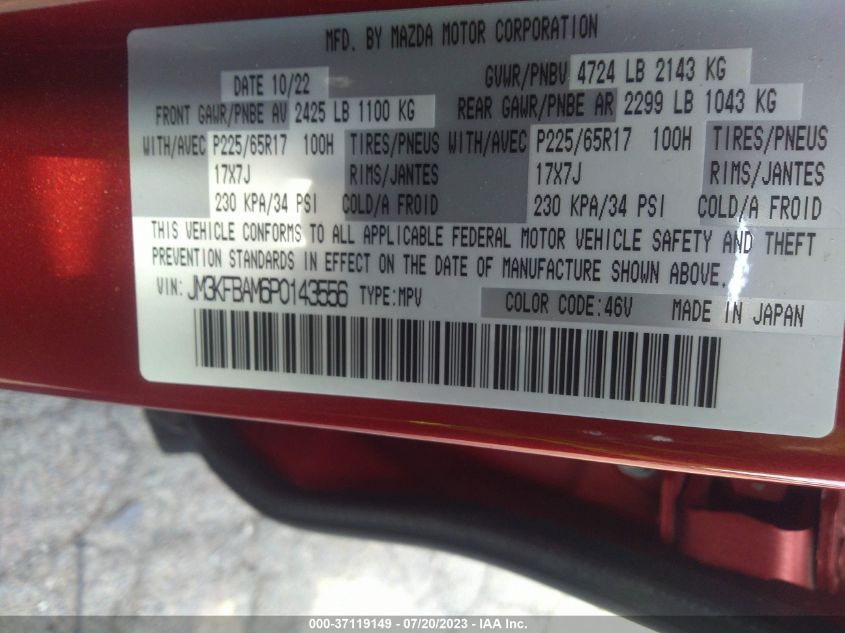 MFD. BY MAZDA MOTOR CORPORATION
DATE 10/22 GVWR/PNBV 4724 LB 2143 KG
FRONT GAWR/PNBE AV 2425 LB 1100 KG REAR GAWR/PNBE AR 2299 LB 1043 KG
WITH/AVEC P225/65R17 100H TIRES/PNEUS WITH/AVEC P225/65R17 100H TIRES/PNEUS
17X7J RIMS/JANTES 17X7J RIMS/JANTES
230 KPA/34 PSI COLD/A FROID 230 KPA/34 PSI COLD/A FROID
THIS VEHICLE CONFORMS TO ALL APPLICABLE FEDERAL MOTOR VEHICLE SAFETY AND THEFT
PREVENTION STANDARDS IN EFFECT ON THE DATE OF MANUFACTURE SHOWN ABOVE.
VIN: JM3KFBAM6P0143556 TYPE:MPV COLOR CODE:46V MADE IN JAPAN
000-37119149 - 07/20/2023 - IAA Inc.